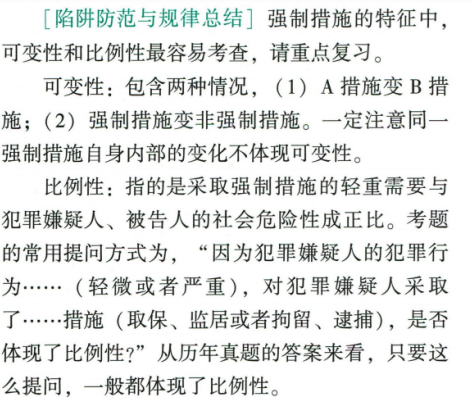 ［陷阱防范与规律总结］强制措施的特征中，
可变性和比例性最容易考查，请重点复习。
可变性：包含两种情况，（1）A 措施变 B 措
施；（2）强制措施变非强制措施。一定注意同一
强制措施自身内部的变化不体现可变性。
比例性：指的是采取强制措施的轻重需要与
犯罪嫌疑人、被告人的社会危险性成正比。考题
的常用提问方式为，“因为犯罪嫌疑人的犯罪行
为……（轻微或者严重），对犯罪嫌疑人采取
了……措施（取保、监居或者拘留、逮捕），是否
体现了比例性?”从历年真题的答案来看，只要这
么提问，一般都体现了比例性。